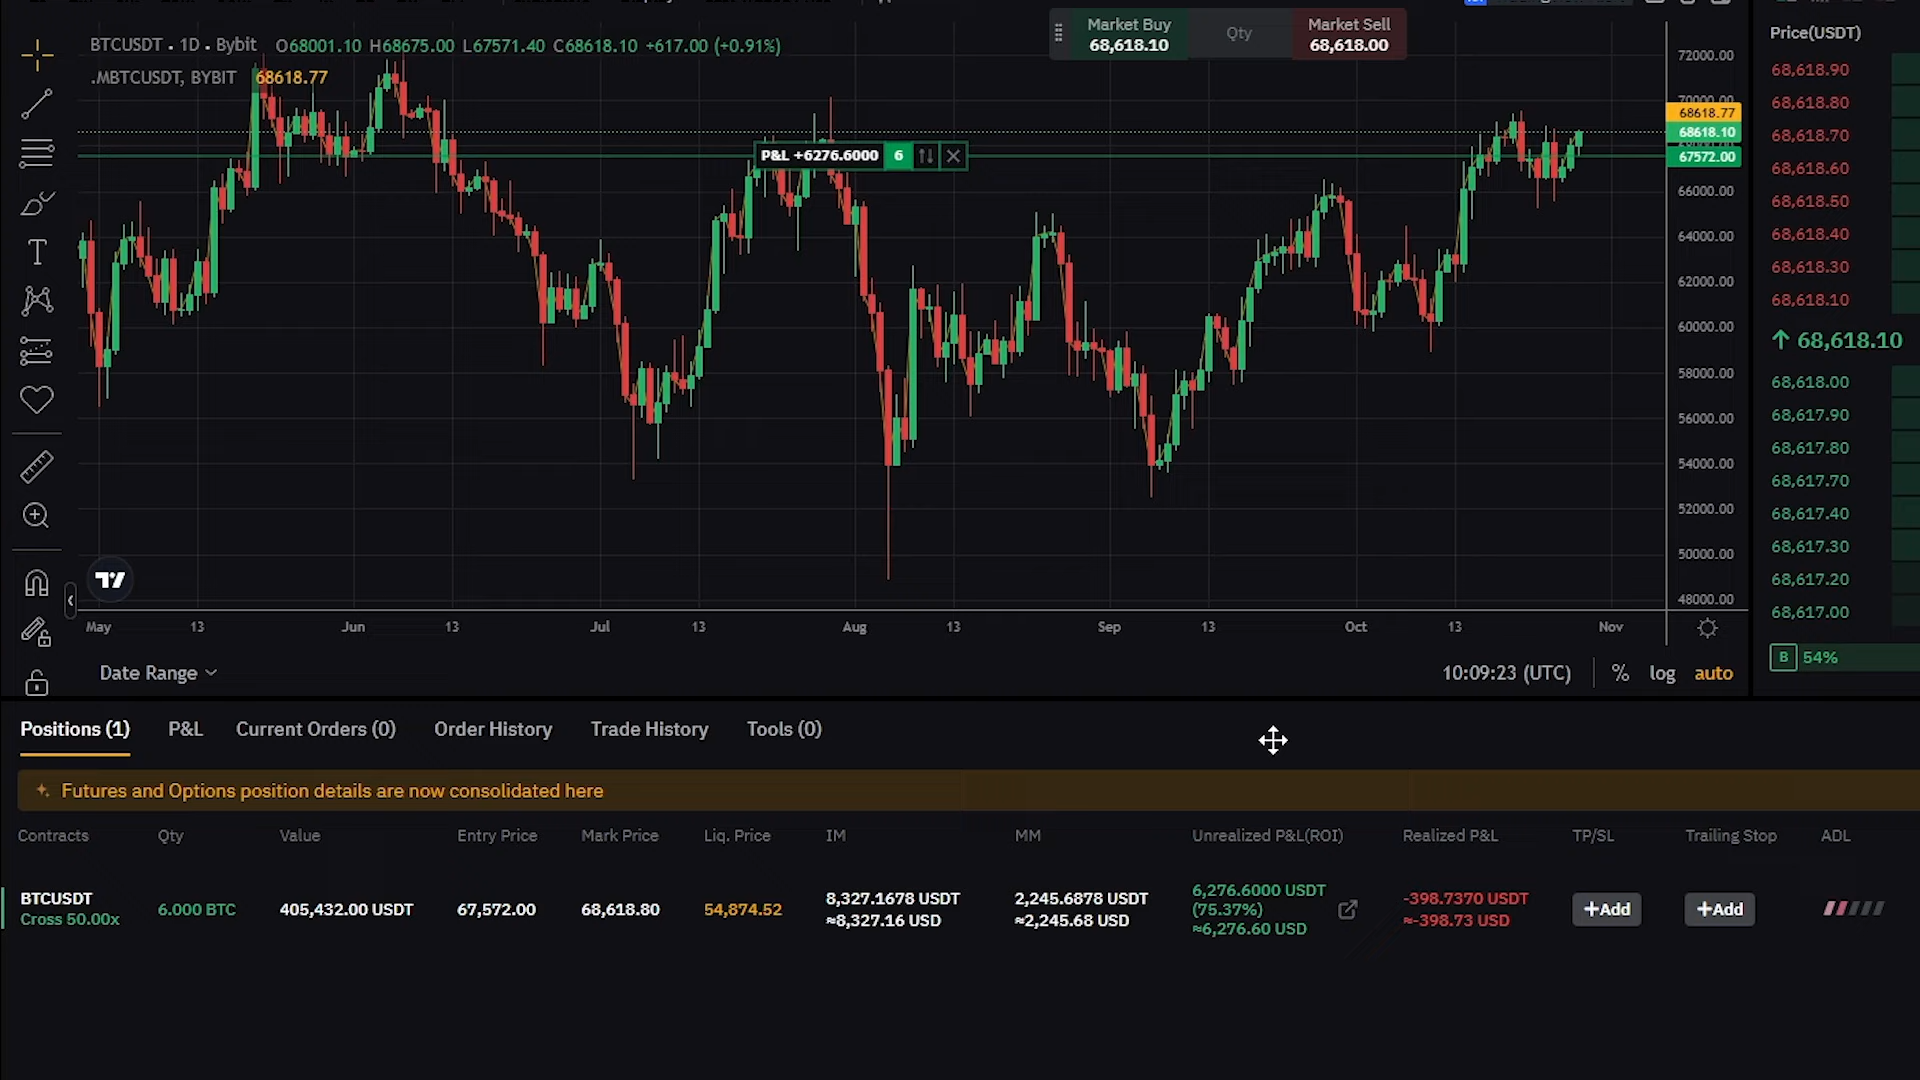 BTCUSDT · 1D · Bybit O68001.10 H68675.00 L67571.40 C68618.10 +617.00 (+0.91%)
.MBTCUSDT, BYBIT 68618.77
Market Buy
68,618.10
Qty
Market Sell
68,618.00
P&L +6276.6000 6
72000.00
70000.00
68618.77
68618.10
67572.00
66000.00
64000.00
62000.00
60000.00
58000.00
56000.00
54000.00
52000.00
50000.00
48000.00
May 13 Jun 13 Jul 13 Aug 13 Sep 13 Oct 13 Nov
Date Range
10:09:23 (UTC) % log auto
Price(USDT)
68,618.90
68,618.80
68,618.70
68,618.60
68,618.50
68,618.40
68,618.30
68,618.10
↑ 68,618.10
68,618.00
68,617.90
68,617.80
68,617.70
68,617.40
68,617.30
68,617.20
68,617.00
B 54%
Positions (1) P&L Current Orders (0) Order History Trade History Tools (0)
Futures and Options position details are now consolidated here
Contracts Qty Value Entry Price Mark Price Liq. Price IM MM Unrealized P&L(ROI) Realized P&L TP/SL Trailing Stop ADL
BTCUSDT
Cross 50.00x
6.000 BTC
405,432.00 USDT
67,572.00
68,618.80
54,874.52
8,327.1678 USDT
≈8,327.16 USD
2,245.6878 USDT
≈2,245.68 USD
6,276.6000 USDT
(75.37%)
≈6,276.60 USD
-398.7370 USDT
≈-398.73 USD
+Add
+Add